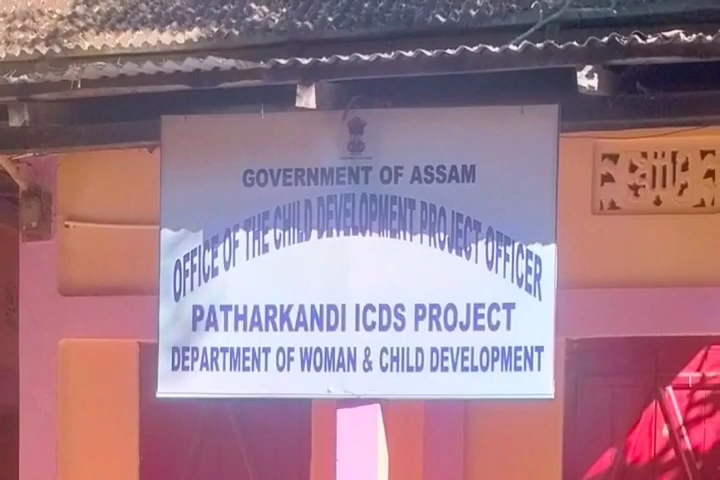 GOVERNMENT OF ASSAM
OFFICE OF THE CHILD DEVELOPMENT PROJECT OFFICER
PATHARKANDI ICDS PROJECT
DEPARTMENT OF WOMAN & CHILD DEVELOPMENT